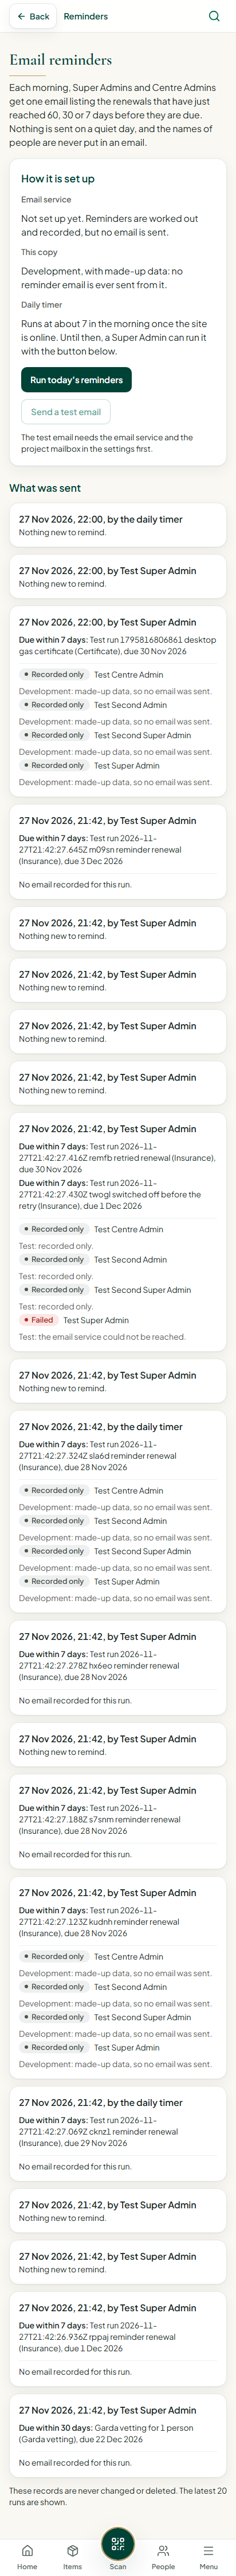 Back
Reminders
Email reminders
Each morning, Super Admins and Centre Admins
get one email listing the renewals that have just
reached 60, 30 or 7 days before they are due.
Nothing is sent on a quiet day, and the names of
people are never put in an email.
How it is set up
Email service
Not set up yet. Reminders are worked out
and recorded, but no email is sent.
This copy
Development, with made-up data: no
reminder email is ever sent from it.
Daily timer
Runs at about 7 in the morning once the site
is online. Until then, a Super Admin can run it
with the button below.
Run today's reminders
Send a test email
The test email needs the email service and the
project mailbox in the settings first.
What was sent
27 Nov 2026, 22:00, by the daily timer
Nothing new to remind.
27 Nov 2026, 22:00, by Test Super Admin
Nothing new to remind.
27 Nov 2026, 22:00, by Test Super Admin
Due within 7 days: Test run 1795816806861 desktop
gas certificate (Certificate), due 30 Nov 2026
Recorded only Test Centre Admin
Development: made-up data, so no email was sent.
Recorded only Test Second Admin
Development: made-up data, so no email was sent.
Recorded only Test Second Super Admin
Development: made-up data, so no email was sent.
Recorded only Test Super Admin
Development: made-up data, so no email was sent.
27 Nov 2026, 21:42, by Test Super Admin
Due within 7 days: Test run 2026-11-
27T21:42:27.645Z m09sn reminder renewal
(Insurance), due 3 Dec 2026
No email recorded for this run.
27 Nov 2026, 21:42, by Test Super Admin
Nothing new to remind.
27 Nov 2026, 21:42, by Test Super Admin
Nothing new to remind.
27 Nov 2026, 21:42, by Test Super Admin
Nothing new to remind.
27 Nov 2026, 21:42, by Test Super Admin
Nothing new to remind.
27 Nov 2026, 21:42, by Test Super Admin
Due within 7 days: Test run 2026-11-
27T21:42:27.416Z remfb retried renewal (Insurance),
due 30 Nov 2026
Due within 7 days: Test run 2026-11-
27T21:42:27.430Z twogl switched off before the
retry (Insurance), due 1 Dec 2026
Recorded only Test Centre Admin
Test: recorded only.
Recorded only Test Second Admin
Test: recorded only.
Recorded only Test Second Super Admin
Test: recorded only.
Failed Test Super Admin
Test: the email service could not be reached.
27 Nov 2026, 21:42, by Test Super Admin
Nothing new to remind.
27 Nov 2026, 21:42, by the daily timer
Due within 7 days: Test run 2026-11-
27T21:42:27.324Z sla6d reminder renewal
(Insurance), due 28 Nov 2026
Recorded only Test Centre Admin
Development: made-up data, so no email was sent.
Recorded only Test Second Admin
Development: made-up data, so no email was sent.
Recorded only Test Second Super Admin
Development: made-up data, so no email was sent.
Recorded only Test Super Admin
Development: made-up data, so no email was sent.
27 Nov 2026, 21:42, by Test Super Admin
Due within 7 days: Test run 2026-11-
27T21:42:27.278Z hx6eo reminder renewal
(Insurance), due 28 Nov 2026
No email recorded for this run.
27 Nov 2026, 21:42, by Test Super Admin
Nothing new to remind.
27 Nov 2026, 21:42, by Test Super Admin
Due within 7 days: Test run 2026-11-
27T21:42:27.188Z s7snm reminder renewal
(Insurance), due 28 Nov 2026
No email recorded for this run.
27 Nov 2026, 21:42, by Test Super Admin
Due within 7 days: Test run 2026-11-
27T21:42:27.123Z kudnh reminder renewal
(Insurance), due 28 Nov 2026
Recorded only Test Centre Admin
Development: made-up data, so no email was sent.
Recorded only Test Second Admin
Development: made-up data, so no email was sent.
Recorded only Test Second Super Admin
Development: made-up data, so no email was sent.
Recorded only Test Super Admin
Development: made-up data, so no email was sent.
27 Nov 2026, 21:42, by the daily timer
Due within 7 days: Test run 2026-11-
27T21:42:27.069Z cknz1 reminder renewal
(Insurance), due 29 Nov 2026
No email recorded for this run.
27 Nov 2026, 21:42, by Test Super Admin
Nothing new to remind.
27 Nov 2026, 21:42, by Test Super Admin
Nothing new to remind.
27 Nov 2026, 21:42, by Test Super Admin
Due within 7 days: Test run 2026-11-
27T21:42:26.936Z rppaj reminder renewal
(Insurance), due 1 Dec 2026
No email recorded for this run.
27 Nov 2026, 21:42, by Test Super Admin
Due within 30 days: Garda vetting for 1 person
(Garda vetting), due 22 Dec 2026
No email recorded for this run.
These records are never changed or deleted. The latest 20
runs are shown.
Home
Items
Scan
People
Menu